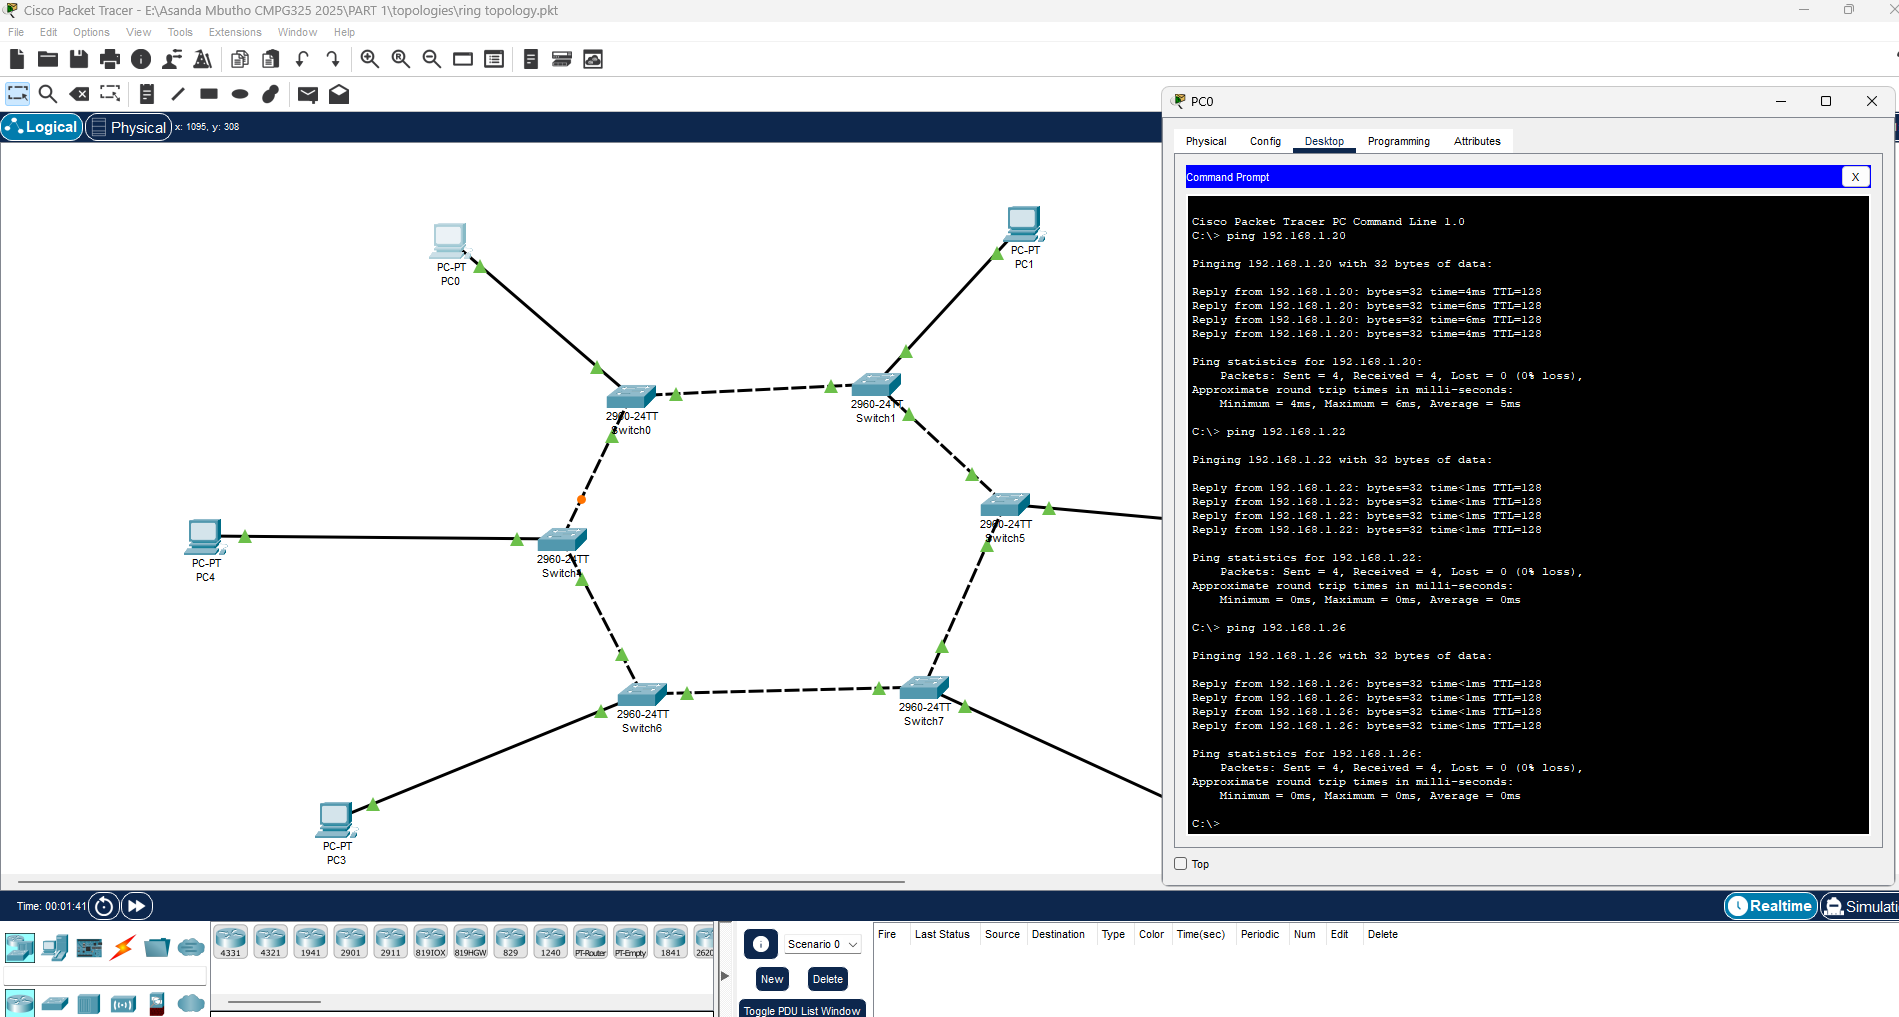 Cisco Packet Tracer - E:\Asanda Mbutho CMPG325 2025\PART 1\topologies\ring topology.pkt
File Edit Options View Tools Extensions Window Help
Logical Physical x: 1095, y: 308
PC-PT
PC0
PC-PT
PC1
2960-24TT
Switch0
2960-24TT
Switch1
2960-24TT
Switch5
PC-PT
PC4
2960-24TT
2960-24TT
Switch6
2960-24TT
Switch7
PC-PT
PC3
PC0
Physical Config Desktop Programming Attributes
Command Prompt X
Cisco Packet Tracer PC Command Line 1.0
C:\> ping 192.168.1.20
Pinging 192.168.1.20 with 32 bytes of data:
Reply from 192.168.1.20: bytes=32 time=4ms TTL=128
Reply from 192.168.1.20: bytes=32 time=6ms TTL=128
Reply from 192.168.1.20: bytes=32 time=6ms TTL=128
Reply from 192.168.1.20: bytes=32 time=4ms TTL=128
Ping statistics for 192.168.1.20:
Packets: Sent = 4, Received = 4, Lost = 0 (0% loss),
Approximate round trip times in milli-seconds:
Minimum = 4ms, Maximum = 6ms, Average = 5ms
C:\> ping 192.168.1.22
Pinging 192.168.1.22 with 32 bytes of data:
Reply from 192.168.1.22: bytes=32 time<1ms TTL=128
Reply from 192.168.1.22: bytes=32 time<1ms TTL=128
Reply from 192.168.1.22: bytes=32 time<1ms TTL=128
Reply from 192.168.1.22: bytes=32 time<1ms TTL=128
Ping statistics for 192.168.1.22:
Packets: Sent = 4, Received = 4, Lost = 0 (0% loss),
Approximate round trip times in milli-seconds:
Minimum = 0ms, Maximum = 0ms, Average = 0ms
C:\> ping 192.168.1.26
Pinging 192.168.1.26 with 32 bytes of data:
Reply from 192.168.1.26: bytes=32 time<1ms TTL=128
Reply from 192.168.1.26: bytes=32 time<1ms TTL=128
Reply from 192.168.1.26: bytes=32 time<1ms TTL=128
Reply from 192.168.1.26: bytes=32 time<1ms TTL=128
Ping statistics for 192.168.1.26:
Packets: Sent = 4, Received = 4, Lost = 0 (0% loss),
Approximate round trip times in milli-seconds:
Minimum = 0ms, Maximum = 0ms, Average = 0ms
C:\>
Top
Time: 00:01:41 Realtime Simulati
4331 4321 1941 2901 2911 819IOX 819HGW 829 1240 PT-Router PT-Empty 1841 2620
Scenario 0
New Delete
Toggle PDU List Window
Fire Last Status Source Destination Type Color Time(sec) Periodic Num Edit Delete